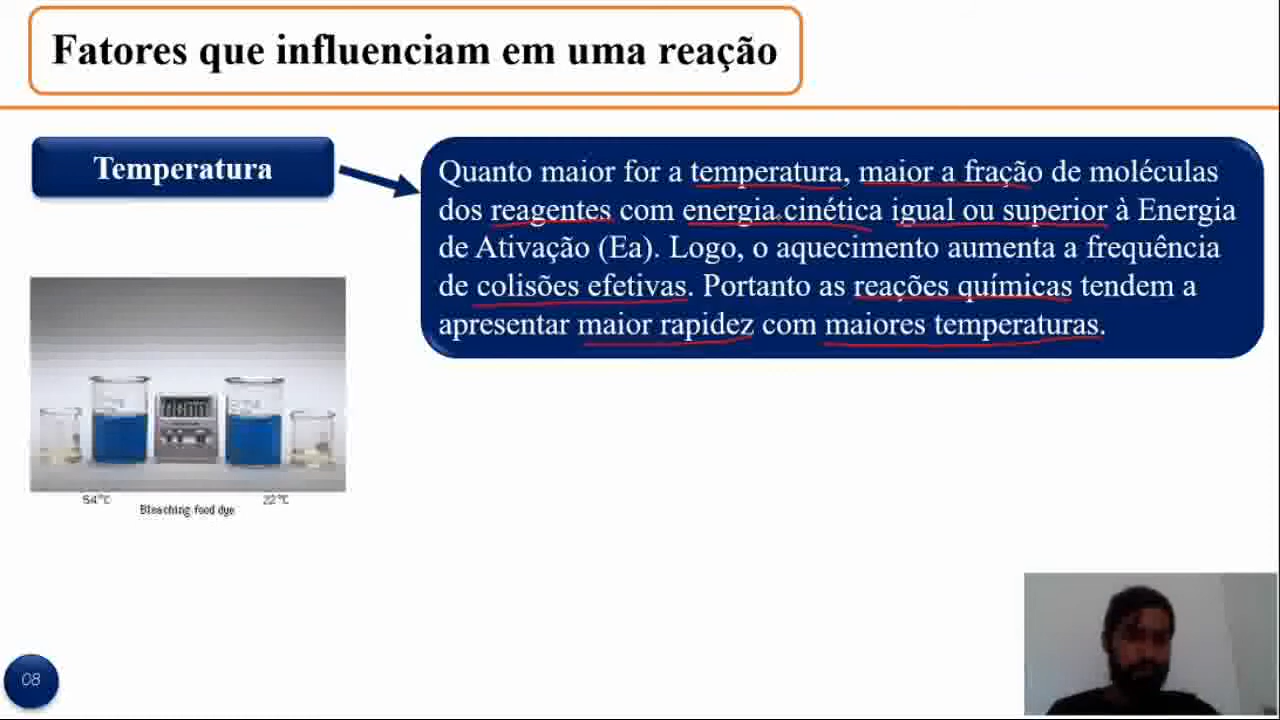 Fatores que influenciam em uma reação
Temperatura
Quanto maior for a temperatura, maior a fração de moléculas
dos reagentes com energia cinética igual ou superior à Energia
de Ativação (Ea). Logo, o aquecimento aumenta a frequência
de colisões efetivas. Portanto as reações químicas tendem a
apresentar maior rapidez com maiores temperaturas.
54°C
22°C
Bleaching food dye
08